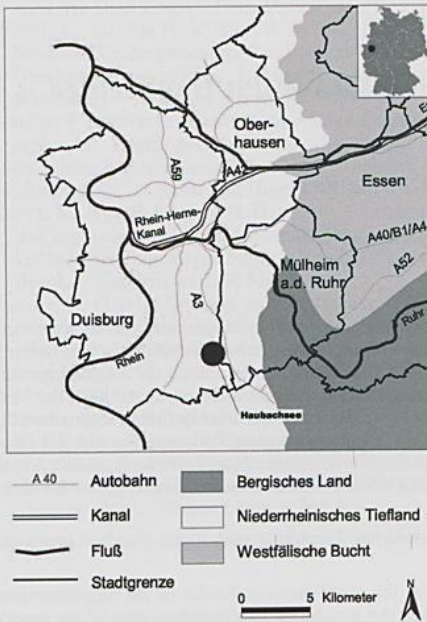 Ober-
hausen
A59
A42
Essen
Rhein-Herne-
Kanal
A40/B1/A4
Mülheim
a.d. Ruhr
A52
A3
Duisburg
Ruhr
Rhein
Haubachsee
A 40 Autobahn
Kanal
Fluß
Stadtgrenze
Bergisches Land
Niederrheinisches Tiefland
Westfälische Bucht
0 5 Kilometer
N